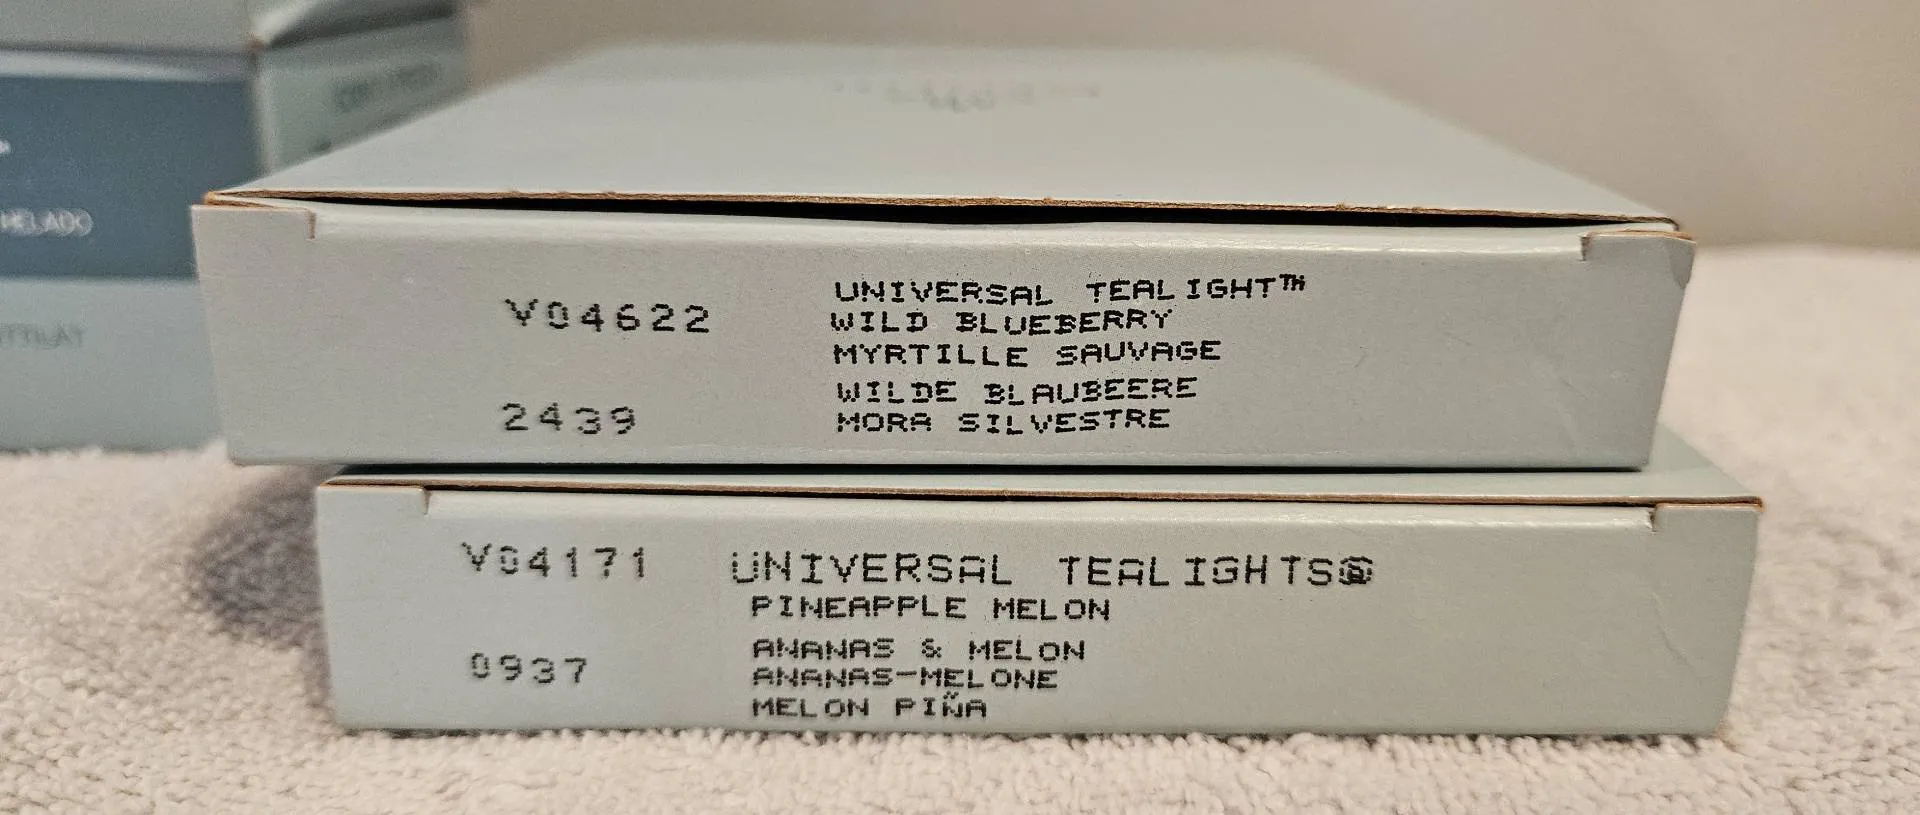 HELADO
V04622
2439
UNIVERSAL TEALIGHT™
WILD BLUEBERRY
MYRTILLE SAUVAGE
WILDE BLAUBEERE
MORA SILVESTRE
V04171
0937
UNIVERSAL TEALIGHTS®
PINEAPPLE MELON
ANANAS & MELON
ANANAS-MELONE
MELON PIÑA